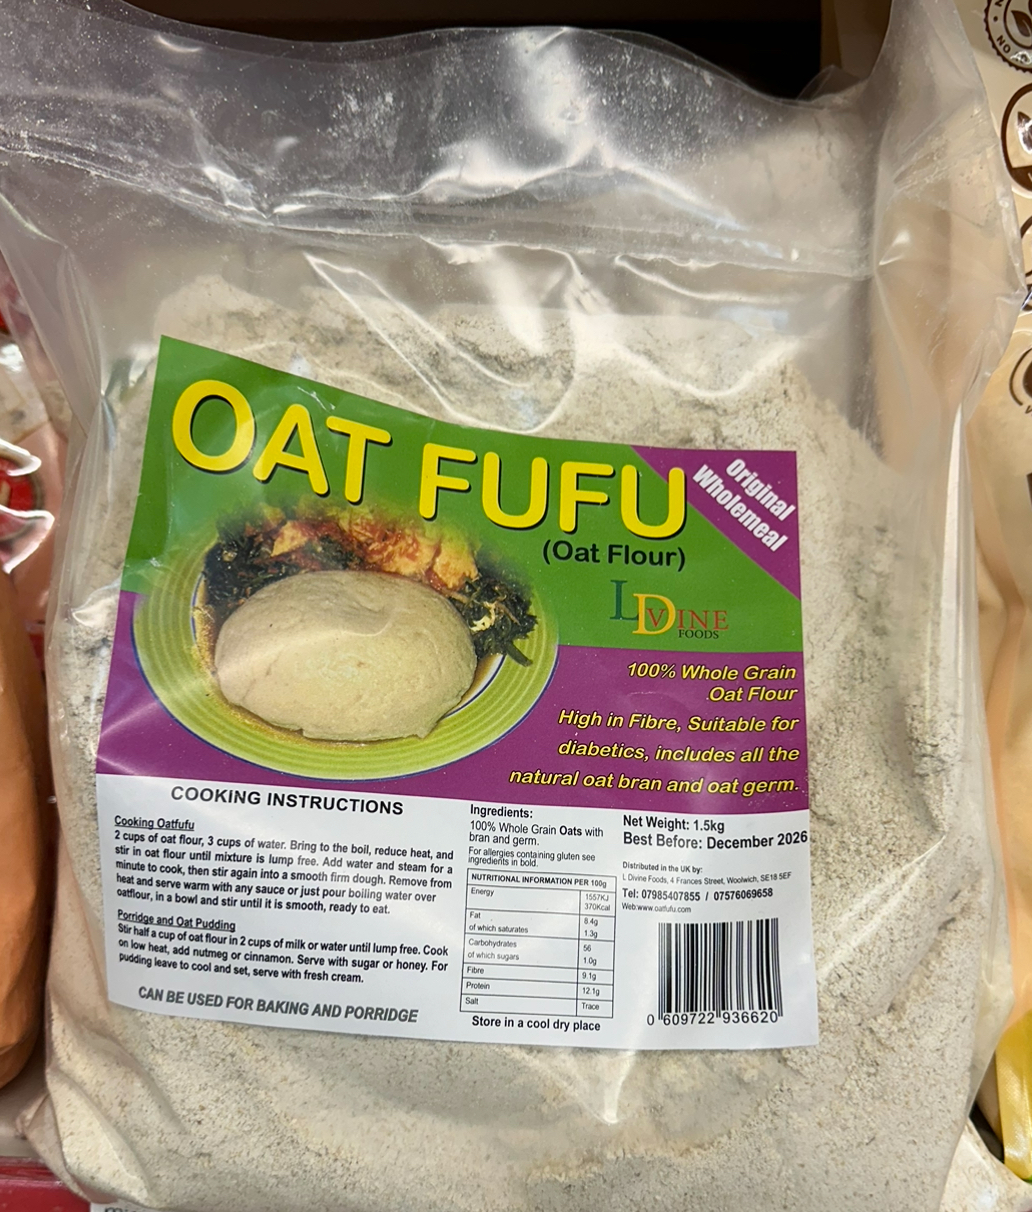 OAT FUFU
(Oat Flour)
Original
Wholemeal
LDVINE
FOODS
100% Whole Grain
Oat Flour
High in Fibre, Suitable for
diabetics, includes all the
natural oat bran and oat germ.
COOKING INSTRUCTIONS
Cooking Oatfufu
2 cups of oat flour, 3 cups of water. Bring to the boil, reduce heat, and
stir in oat flour until mixture is lump free. Add water and steam for a
minute to cook, then stir again into a smooth firm dough. Remove from
heat and serve warm with any sauce or just pour boiling water over
oatflour, in a bowl and stir until it is smooth, ready to eat.
Porridge and Oat Pudding
Stir half a cup of oat flour in 2 cups of milk or water until lump free. Cook
on low heat, add nutmeg or cinnamon. Serve with sugar or honey. For
pudding leave to cool and set, serve with fresh cream.
CAN BE USED FOR BAKING AND PORRIDGE
Ingredients:
100% Whole Grain Oats with
bran and germ.
For allergies containing gluten see
ingredients in bold.
NUTRITIONAL INFORMATION PER 100g
Energy 1557KJ
370Kcal
Fat 8.4g
of which saturates 1.3g
Carbohydrates 56
of which sugars 1.0g
Fibre 9.1g
Protein 12.1g
Salt Trace
Store in a cool dry place
Net Weight: 1.5kg
Best Before: December 2026
Distributed in the UK by:
L Divine Foods, 4 Frances Street, Woolwich, SE18 5EF
Tel: 07985407855 / 07576069658
Web:www.oatfufu.com
0 609722 936620